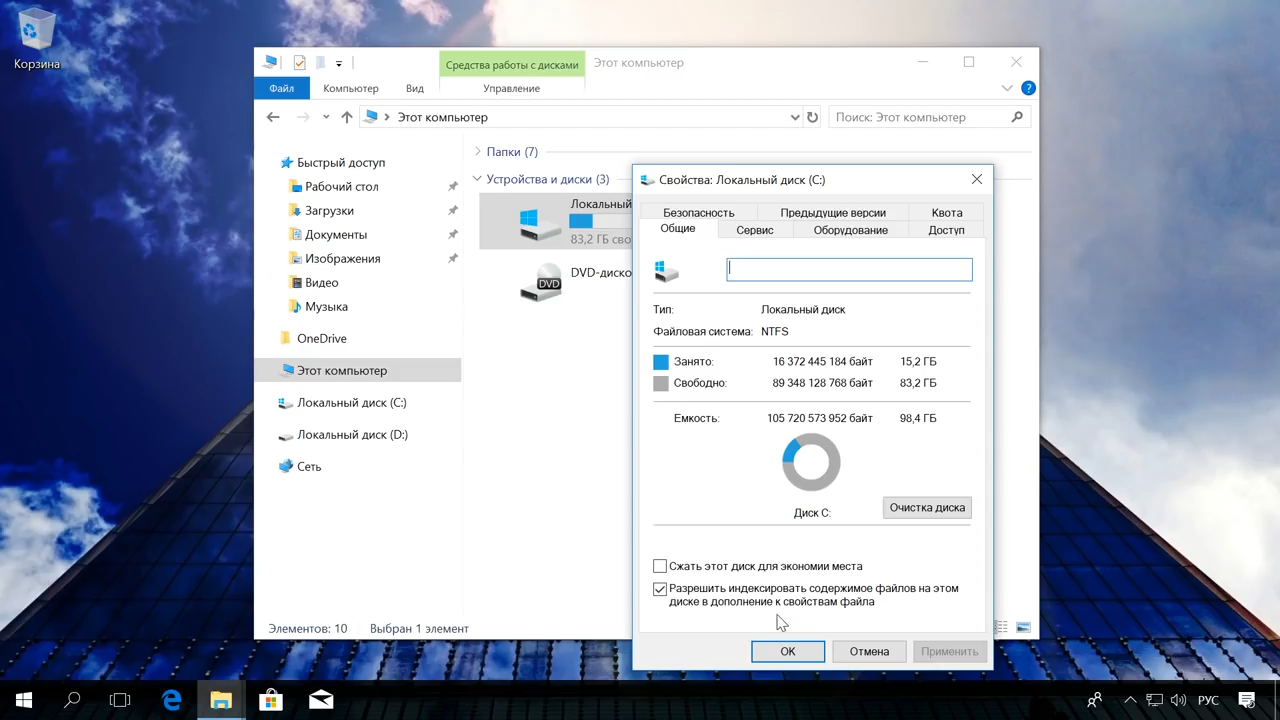 Корзина
Средства работы с дисками
Этот компьютер
Файл
Компьютер
Вид
Управление
?
Этот компьютер
Поиск: Этот компьютер
Быстрый доступ
Рабочий стол
Загрузки
Документы
Изображения
Видео
Музыка
OneDrive
Этот компьютер
Локальный диск (C:)
Локальный диск (D:)
Сеть
Папки (7)
Устройства и диски (3)
Локальный
83,2 ГБ сво
DVD
DVD-диско
Элементов: 10
Выбран 1 элемент
Свойства: Локальный диск (C:)
Безопасность
Предыдущие версии
Квота
Общие
Сервис
Оборудование
Доступ
Тип: Локальный диск
Файловая система: NTFS
Занято: 16 372 445 184 байт 15,2 ГБ
Свободно: 89 348 128 768 байт 83,2 ГБ
Емкость: 105 720 573 952 байт 98,4 ГБ
Диск C:
Очистка диска
Сжать этот диск для экономии места
Разрешить индексировать содержимое файлов на этом
диске в дополнение к свойствам файла
OK
Отмена
Применить
РУС